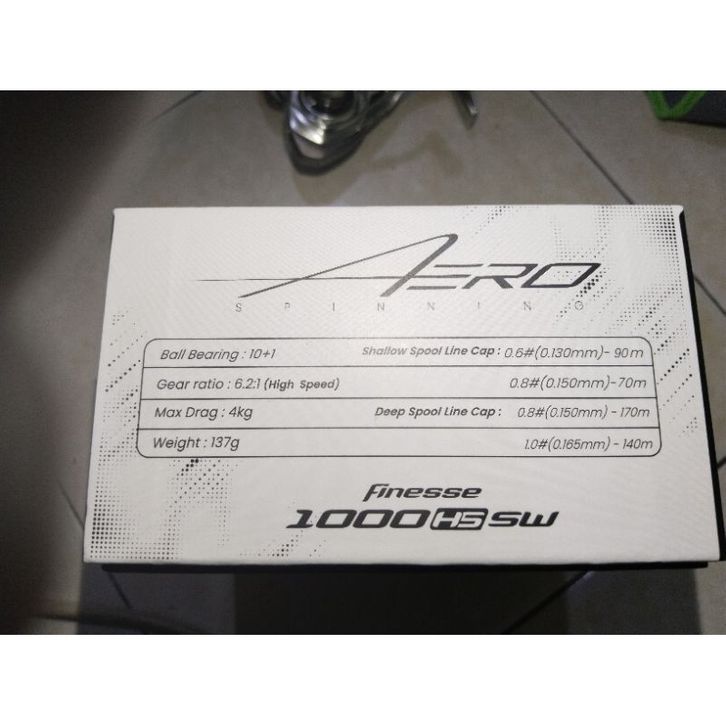 AERO
SPINNING
Ball Bearing : 10+1 Shallow Spool Line Cap : 0.6#(0.130mm)- 90m
Gear ratio : 6.2:1 (High Speed) 0.8#(0.150mm)-70m
Max Drag : 4kg Deep Spool Line Cap : 0.8#(0.150mm) - 170m
Weight : 137g 1.0#(0.165mm) - 140m
Finesse
1000HSSW